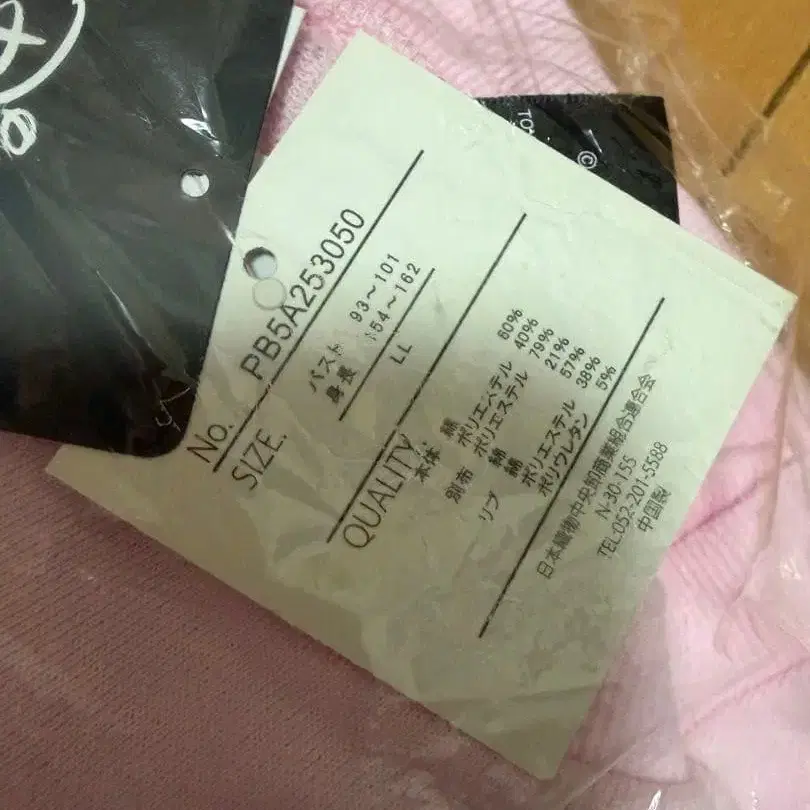 No. PB5A253050
SIZE.
バスト 93～101
身長 154～162
LL
QUALITY
本体 綿 60%
ポリエステル 40%
別布 ポリエステル 79%
綿 21%
リブ 綿 57%
ポリエステル 38%
ポリウレタン 5%
日本織物中央卸商業組合連合会
N-30-155
TEL.052-201-5588
中国製
©